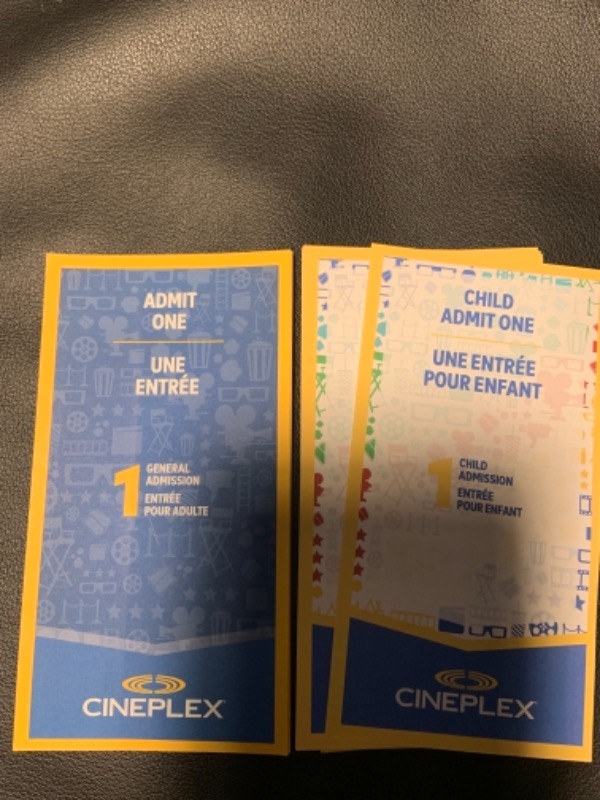 ADMIT
ONE
UNE
ENTRÉE
1 GENERAL
ADMISSION
ENTRÉE
POUR ADULTE
CINEPLEX
CHILD
ADMIT ONE
UNE ENTRÉE
POUR ENFANT
1 CHILD
ADMISSION
ENTRÉE
POUR ENFANT
CINEPLEX